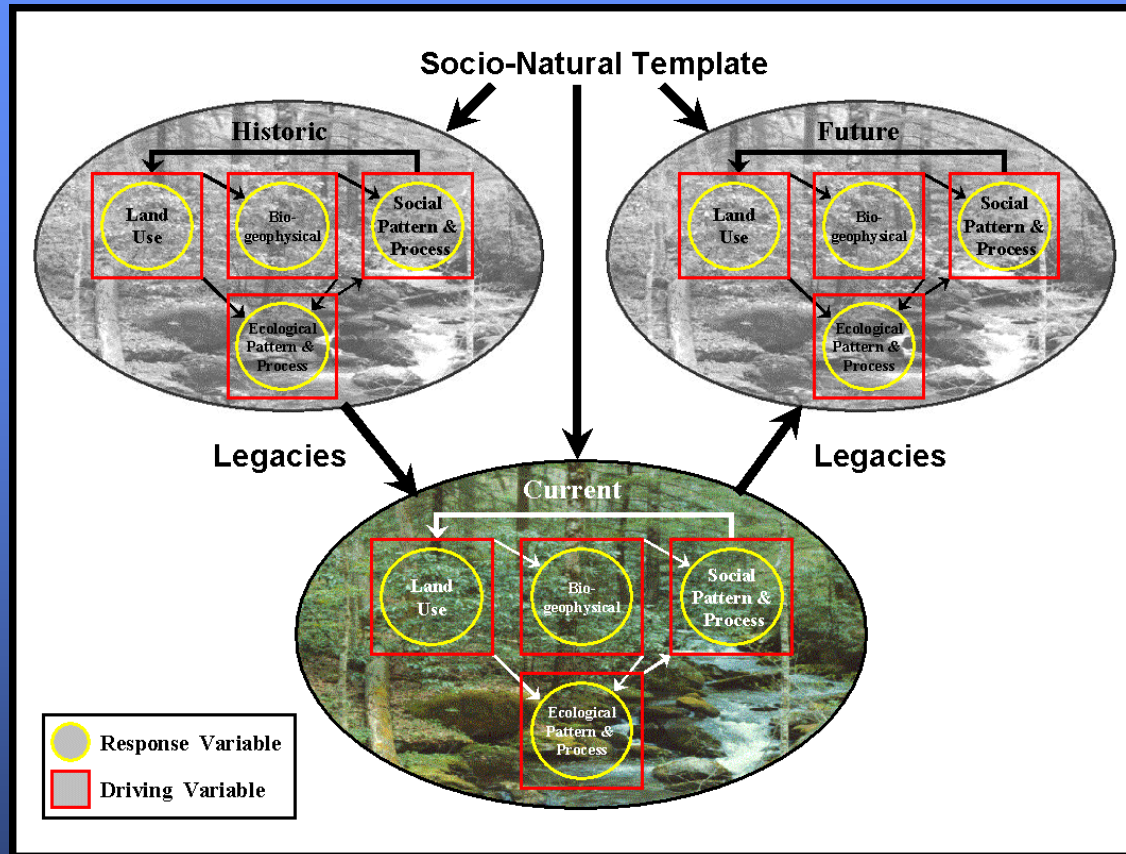 Socio-Natural Template
Historic
Land
Use
Bio-
geophysical
Social
Pattern &
Process
Ecological
Pattern &
Process
Future
Land
Use
Bio-
geophysical
Social
Pattern &
Process
Ecological
Pattern &
Process
Legacies
Legacies
Current
Land
Use
Bio-
geophysical
Social
Pattern &
Process
Ecological
Pattern &
Process
Response Variable
Driving Variable